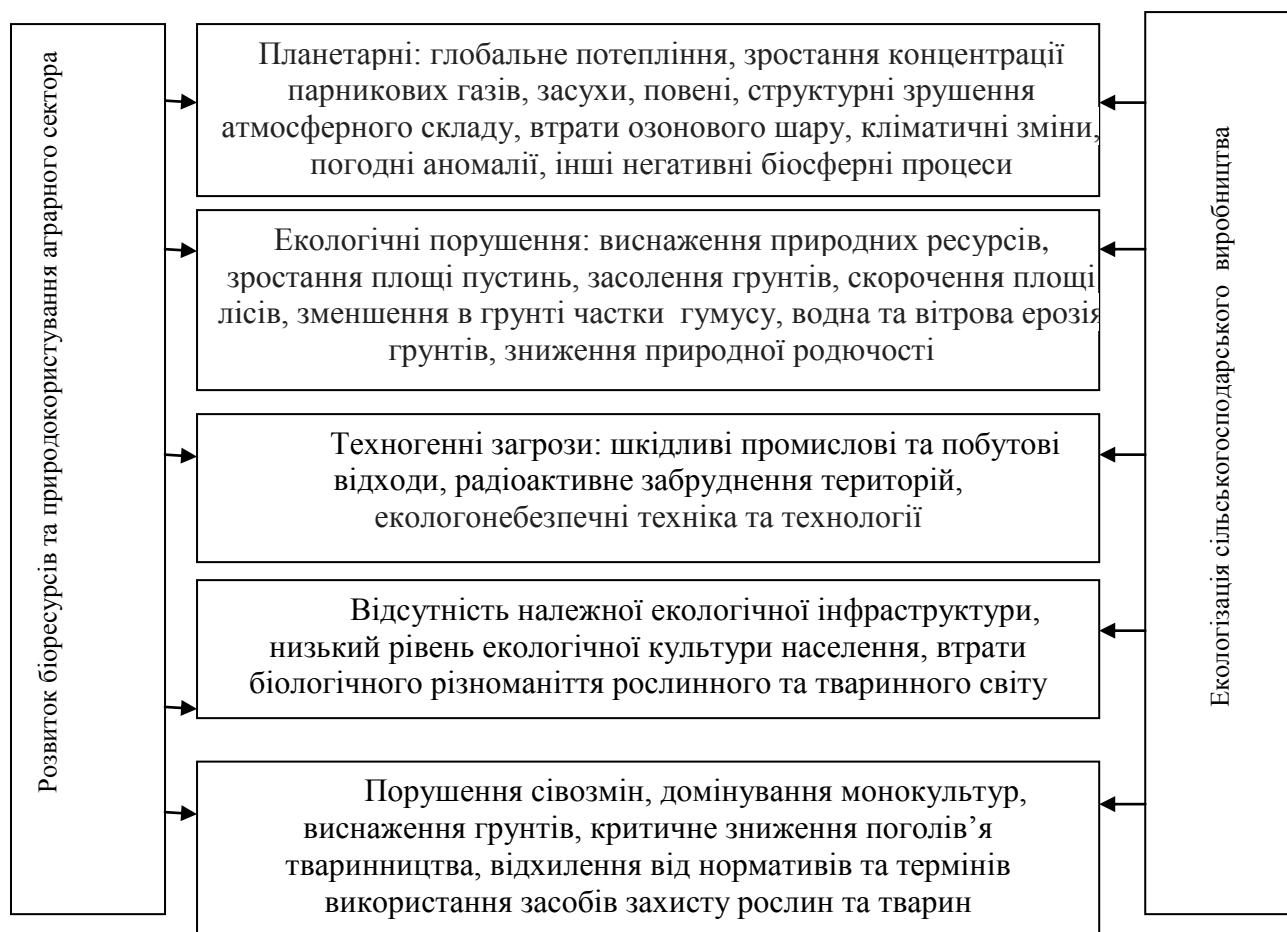 Розвиток біоресурсів та природокористування аграрного сектора
Планетарні: глобальне потепління, зростання концентрації
парникових газів, засухи, повені, структурні зрушення
атмосферного складу, втрати озонового шару, кліматичні зміни,
погодні аномалії, інші негативні біосферні процеси
Екологічні порушення: виснаження природних ресурсів,
зростання площі пустинь, засолення грунтів, скорочення площі
лісів, зменшення в грунті частки гумусу, водна та вітрова ерозія
грунтів, зниження природної родючості
Техногенні загрози: шкідливі промислові та побутові
відходи, радіоактивне забруднення територій,
екологонебезпечні техніка та технології
Відсутність належної екологічної інфраструктури,
низький рівень екологічної культури населення, втрати
біологічного різноманіття рослинного та тваринного світу
Порушення сівозмін, домінування монокультур,
виснаження грунтів, критичне зниження поголів’я
тваринництва, відхилення від нормативів та термінів
використання засобів захисту рослин та тварин
Екологізація сільськогосподарського виробництва